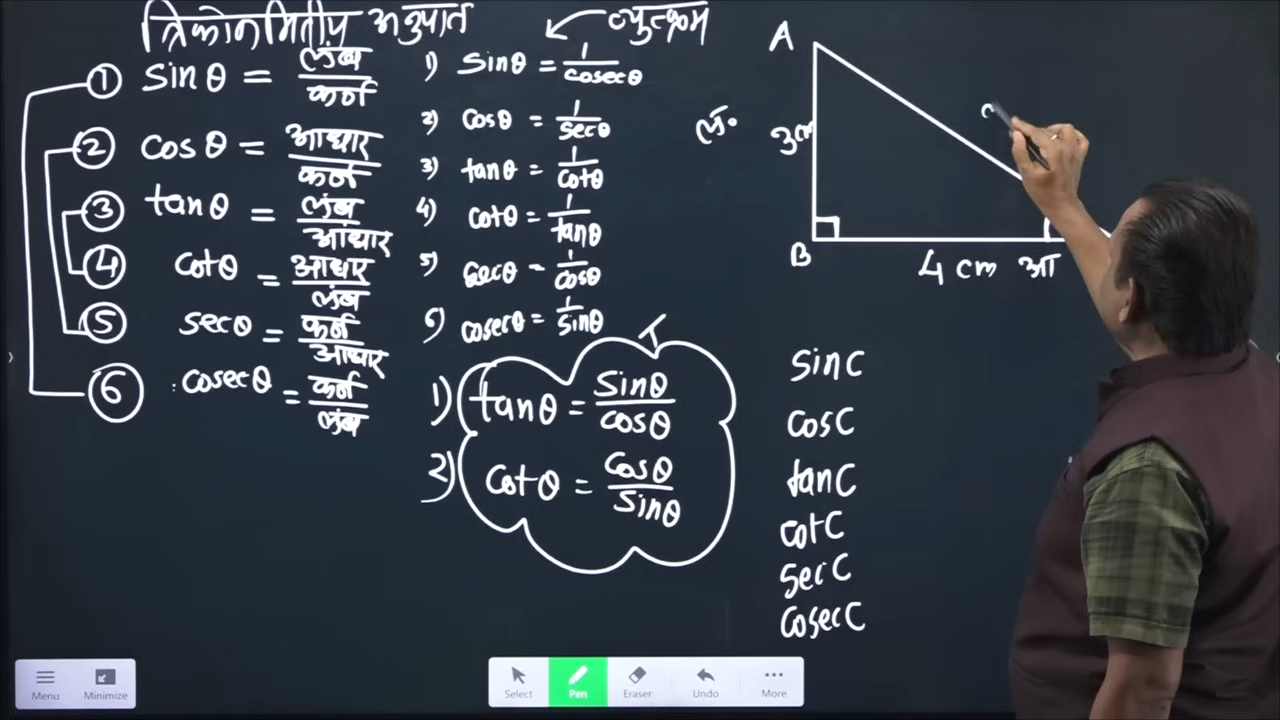 त्रिकोनमितीय अनुपात
व्युत्क्रम
① sinθ = लंब/कर्ण
② cosθ = आधार/कर्ण
③ tanθ = लंब/आधार
④ cotθ = आधार/लंब
⑤ secθ = कर्ण/आधार
⑥ cosecθ = कर्ण/लंब
1) sinθ = 1/cosecθ
2) cosθ = 1/secθ
3) tanθ = 1/cotθ
4) cotθ = 1/tanθ
5) secθ = 1/cosθ
6) cosecθ = 1/sinθ
1) tanθ = sinθ/cosθ
2) cotθ = cosθ/sinθ
A
लं॰
3cm
B
4 cm आ
sinC
cosC
tanC
cotC
secC
cosecC
Menu
Minimize
Select
Pen
Eraser
Undo
More